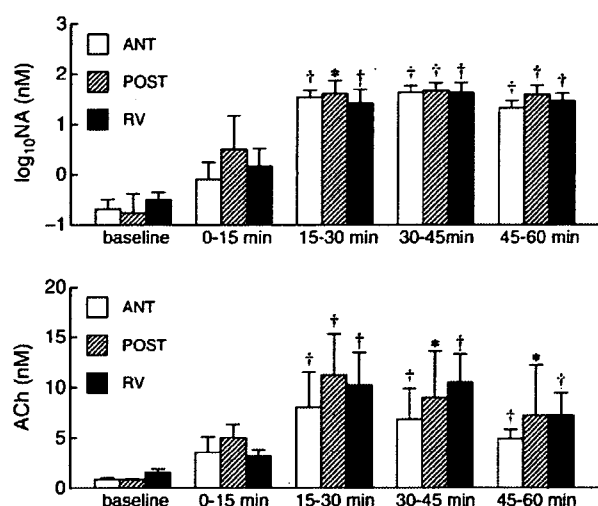 log₁₀NA (nM)
3
2
1
0
−1
ANT
POST
RV
† * †
† † †
† † †
baseline 0-15 min 15-30 min 30-45min 45-60 min
ACh (nM)
20
15
10
5
0
ANT
POST
RV
† † †
† * †
† * †
baseline 0-15 min 15-30 min 30-45 min 45-60 min